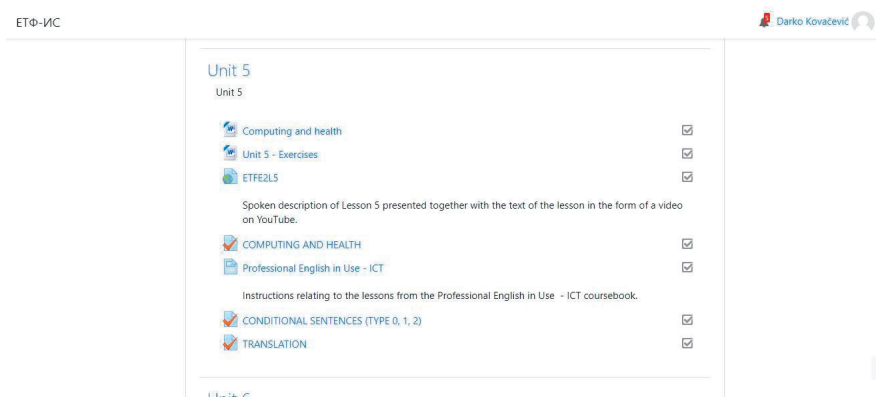 ЕТФ-ИС
5
Darko Kovačević
Unit 5
Unit 5
Computing and health
Unit 5 - Exercises
ETFE2L5
Spoken description of Lesson 5 presented together with the text of the lesson in the form of a video
on YouTube.
COMPUTING AND HEALTH
Professional English in Use - ICT
Instructions relating to the lessons from the Professional English in Use - ICT coursebook.
CONDITIONAL SENTENCES (TYPE 0, 1, 2)
TRANSLATION
Unit 6